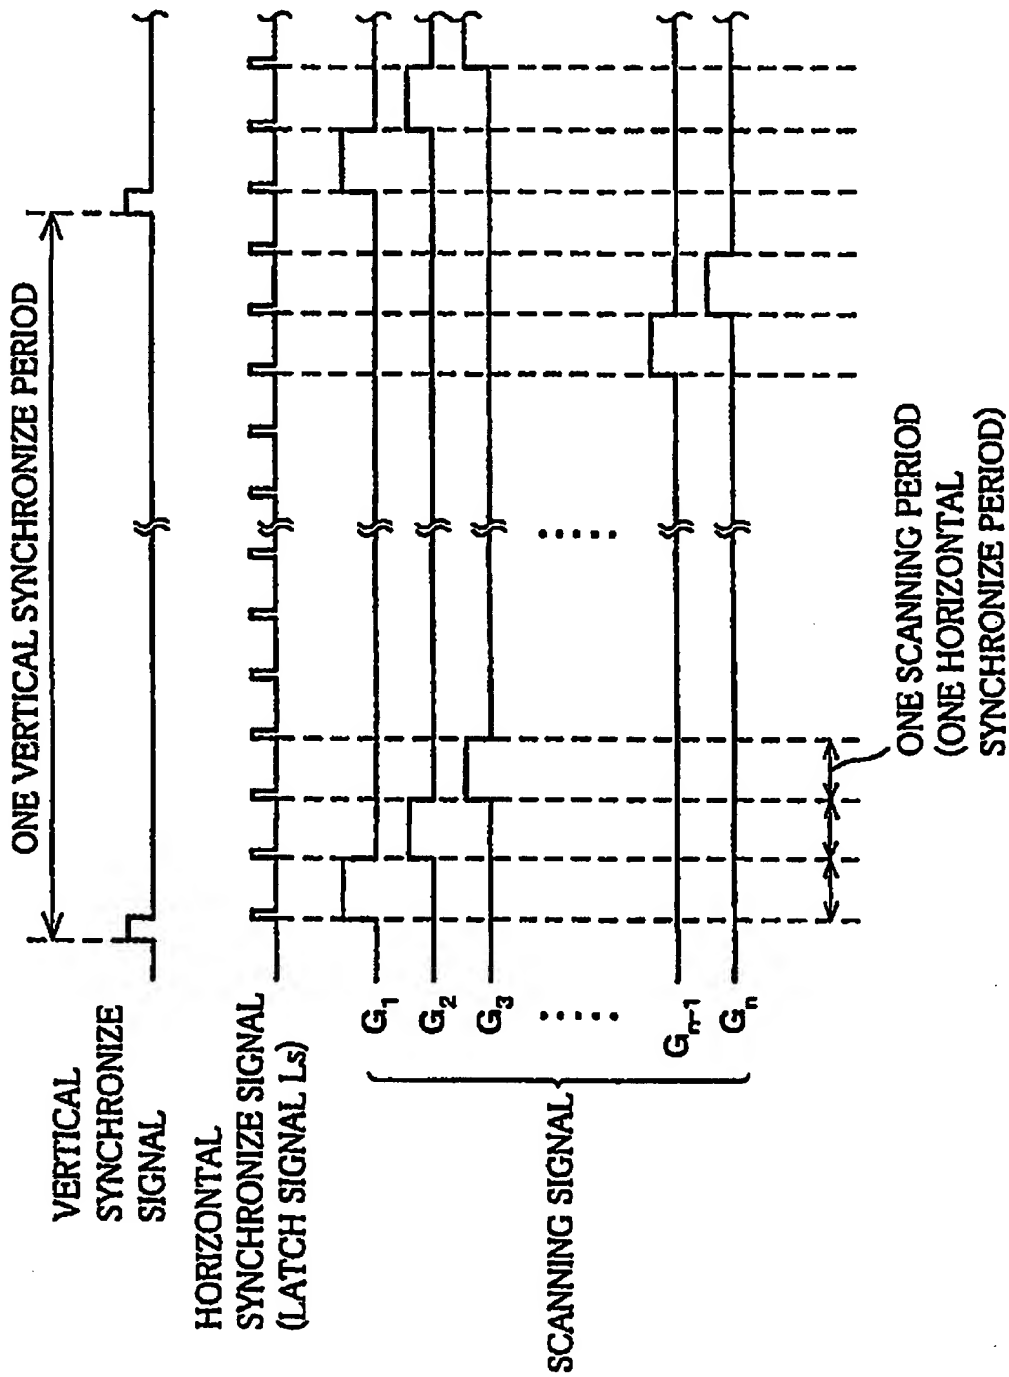 ONE VERTICAL SYNCHRONIZE PERIOD
VERTICAL
SYNCHRONIZE
SIGNAL
HORIZONTAL
SYNCHRONIZE SIGNAL
(LATCH SIGNAL Ls)
SCANNING SIGNAL
G1
G2
G3
Gn-1
Gn
ONE SCANNING PERIOD
(ONE HORIZONTAL
SYNCHRONIZE PERIOD)